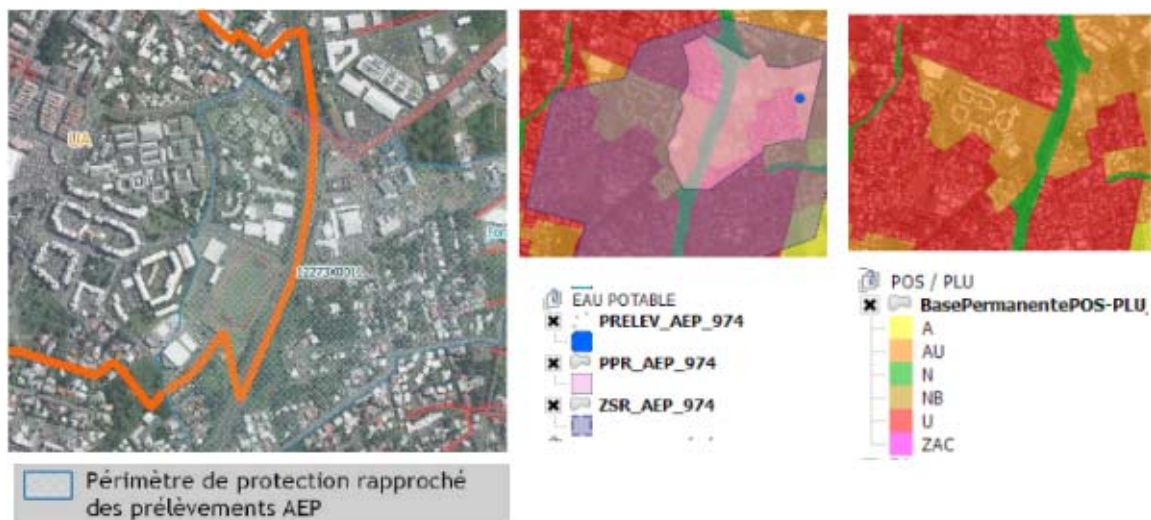 UA
Périmètre de protection rapproché
des prélèvements AEP
EAU POTABLE
PRELEV_AEP_974
PPR_AEP_974
ZSR_AEP_974
POS / PLU
BasePermanentePOS-PLU
A
AU
N
NB
U
ZAC